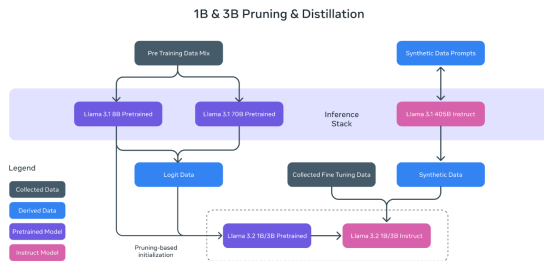 1B & 3B Pruning & Distillation
Pre Training Data Mix
Synthetic Data Prompts
Llama 3.1 8B Pretrained
Llama 3.1 70B Pretrained
Inference
Stack
Llama 3.1 405B Instruct
Legend
Collected Data
Derived Data
Pretrained Model
Instruct Model
Logit Data
Collected Fine Tuning Data
Synthetic Data
Pruning-based
initialization
Llama 3.2 1B/3B Pretrained
Llama 3.2 1B/3B Instruct